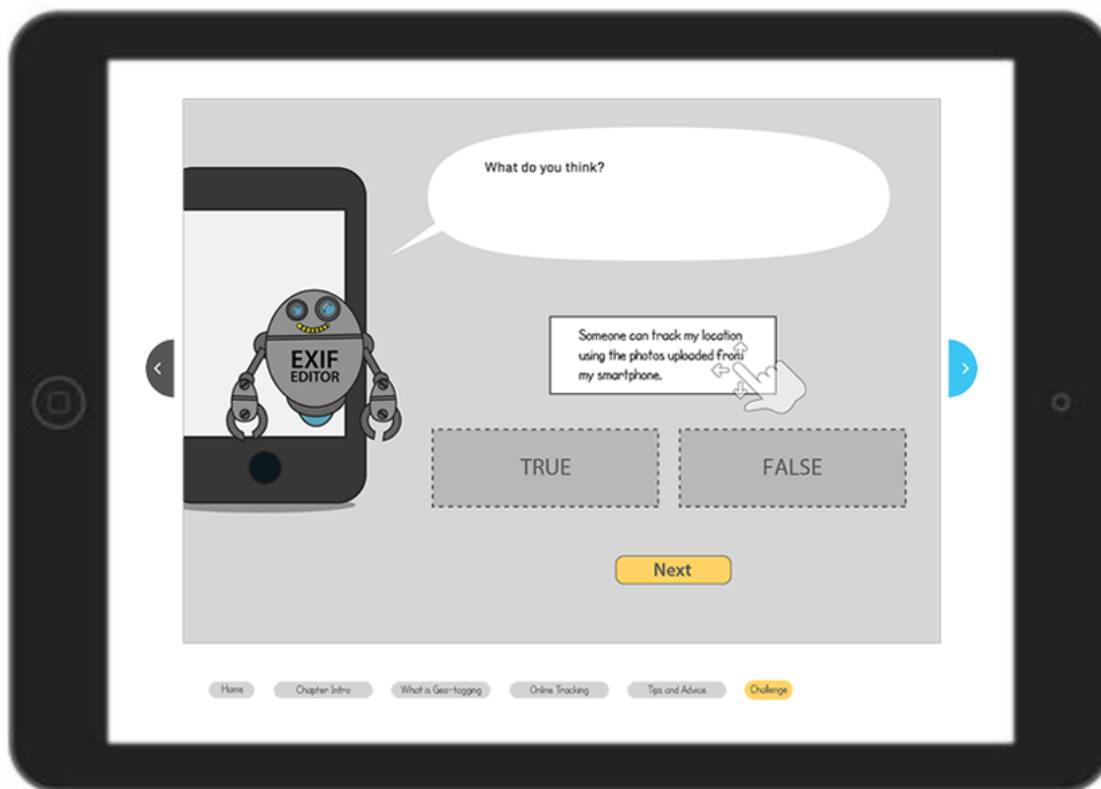 What do you think?
EXIF
EDITOR
Someone can track my location
using the photos uploaded from
my smartphone.
TRUE
FALSE
Next
Home
Chapter Intro
What is Geo-tagging
Online Tracking
Tips and Advice
Challenge